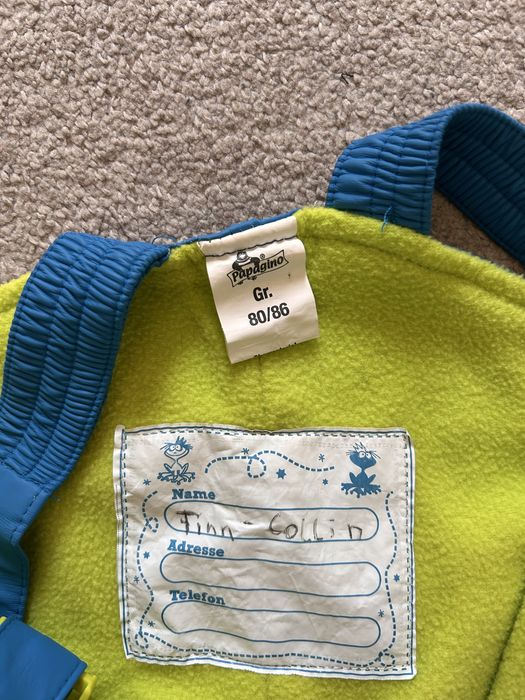 Papagino
Gr.
80/86
Name
Finn - Collin
Adresse
Telefon